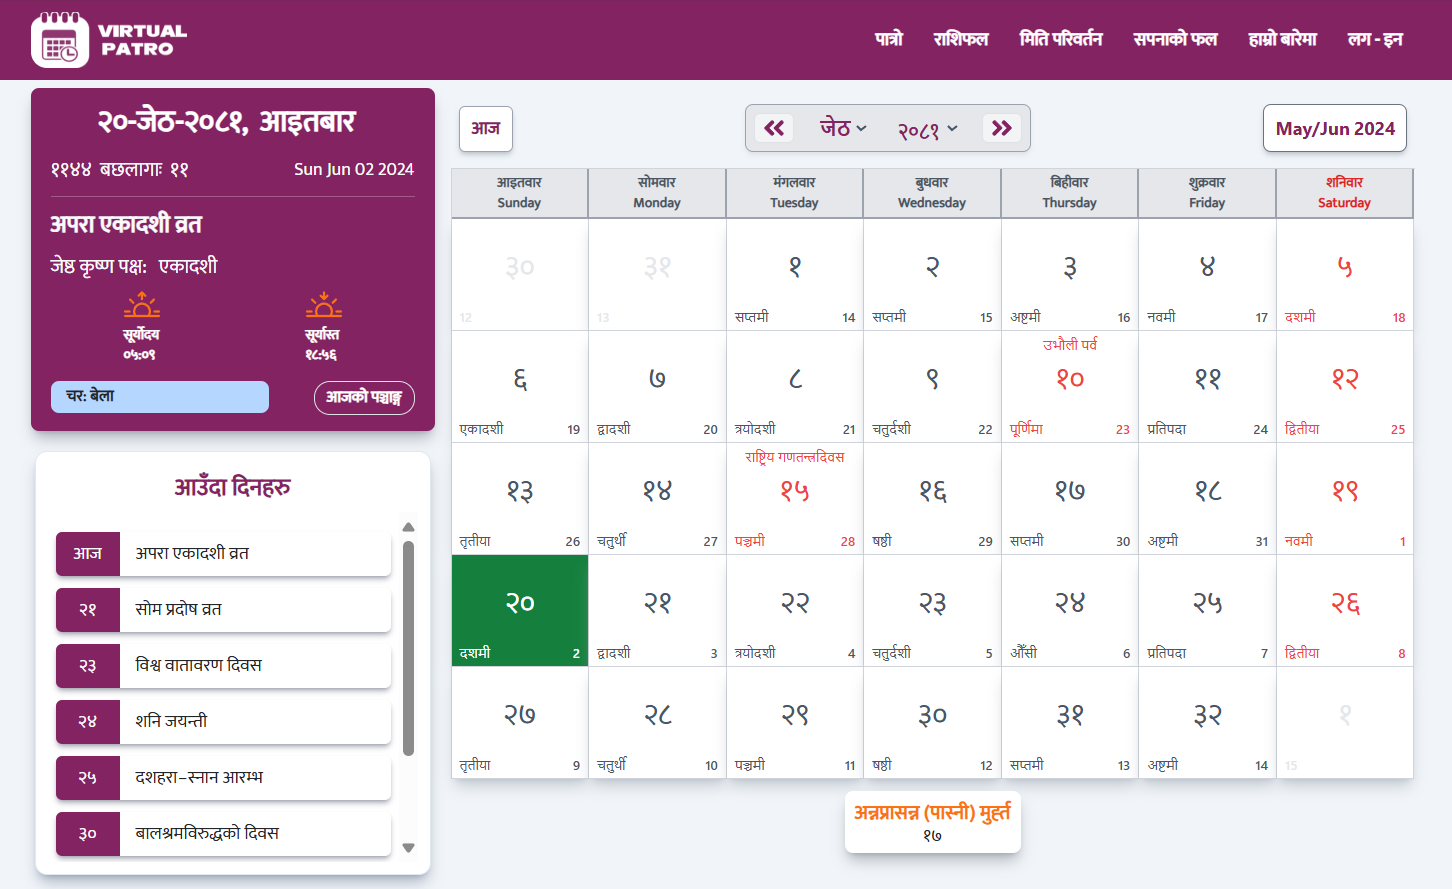 VIRTUAL
PATRO
पात्रो राशिफल मिति परिवर्तन सपनाको फल हाम्रो बारेमा लग - इन
२०-जेठ-२०८१, आइतबार
११४४ बछलागाः ११ Sun Jun 02 2024
अपरा एकादशी व्रत
जेष्ठ कृष्ण पक्ष: एकादशी
सूर्योदय सूर्यास्त
०५:०९ १८:५६
चर: बेला आजको पञ्चाङ्ग
आउँदा दिनहरु
आज अपरा एकादशी व्रत
२१ सोम प्रदोष व्रत
२३ विश्व वातावरण दिवस
२४ शनि जयन्ती
२५ दशहरा–स्नान आरम्भ
३० बालश्रमविरुद्धको दिवस
आज जेठ २०८१ May/Jun 2024
आइतवार सोमवार मंगलवार बुधवार बिहीवार शुक्रवार शनिवार
Sunday Monday Tuesday Wednesday Thursday Friday Saturday
३० ३१ १ २ ३ ४ ५
12 13 सप्तमी 14 सप्तमी 15 अष्टमी 16 नवमी 17 दशमी 18
उभौली पर्व
६ ७ ८ ९ १० ११ १२
एकादशी 19 द्वादशी 20 त्रयोदशी 21 चतुर्दशी 22 पूर्णिमा 23 प्रतिपदा 24 द्वितीया 25
राष्ट्रिय गणतन्त्रदिवस
१३ १४ १५ १६ १७ १८ १९
तृतीया 26 चतुर्थी 27 पञ्चमी 28 षष्ठी 29 सप्तमी 30 अष्टमी 31 नवमी 1
२० २१ २२ २३ २४ २५ २६
दशमी 2 द्वादशी 3 त्रयोदशी 4 चतुर्दशी 5 औँसी 6 प्रतिपदा 7 द्वितीया 8
२७ २८ २९ ३० ३१ ३२ १
तृतीया 9 चतुर्थी 10 पञ्चमी 11 षष्ठी 12 सप्तमी 13 अष्टमी 14 15
अन्नप्रासन्न (पास्नी) मुर्हत
१७